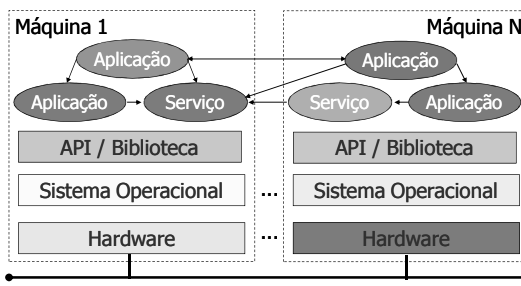 Máquina 1
Máquina N
Aplicação
Aplicação
Aplicação
Serviço
Serviço
Aplicação
API / Biblioteca
API / Biblioteca
Sistema Operacional
...
Sistema Operacional
Hardware
...
Hardware